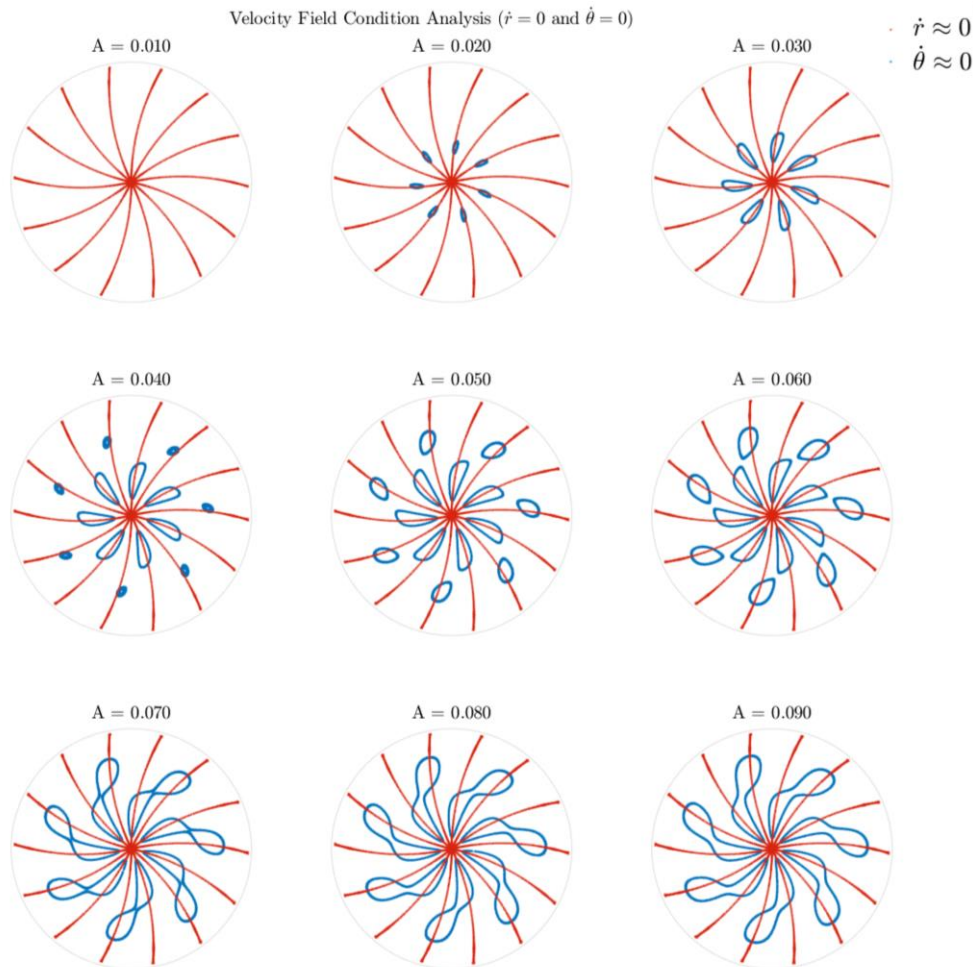 Velocity Field Condition Analysis (ṙ = 0 and θ̇ = 0)
ṙ ≈ 0
θ̇ ≈ 0
A = 0.010
A = 0.020
A = 0.030
A = 0.040
A = 0.050
A = 0.060
A = 0.070
A = 0.080
A = 0.090